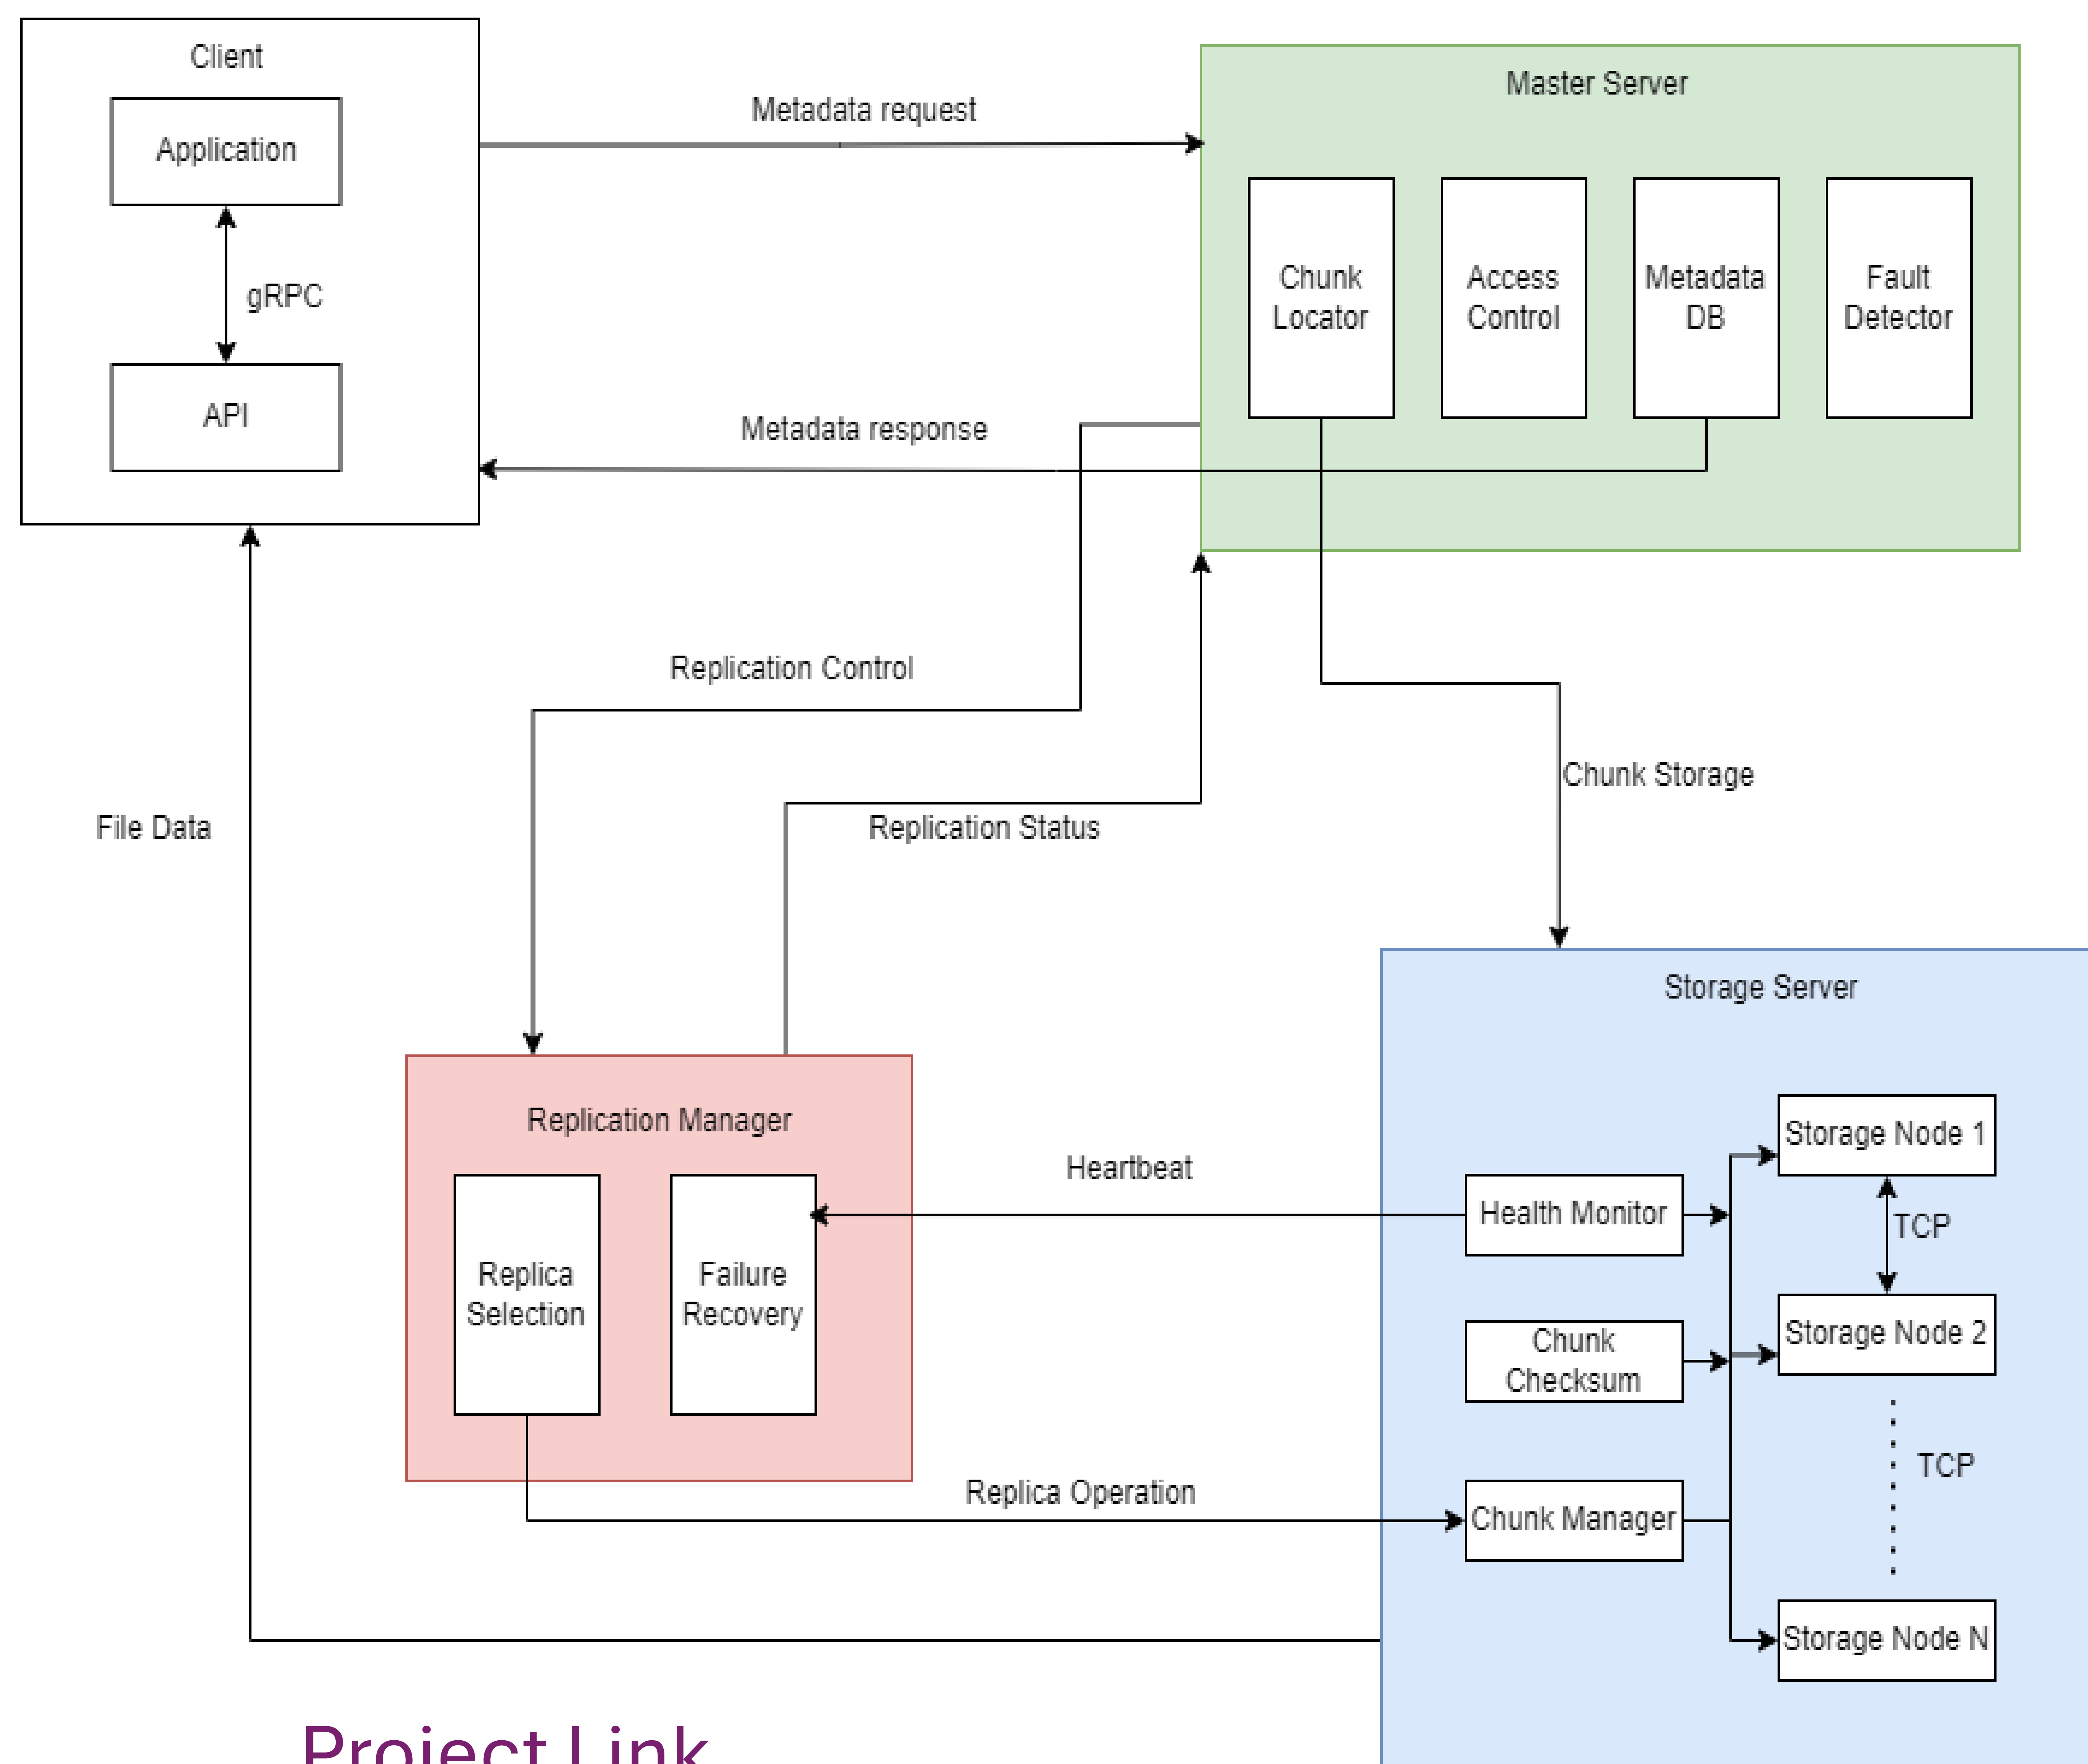 Client
Application
gRPC
API
Metadata request
Metadata response
Master Server
Chunk
Locator
Access
Control
Metadata
DB
Fault
Detector
Replication Control
Replication Status
Chunk Storage
File Data
Replication Manager
Replica
Selection
Failure
Recovery
Heartbeat
Replica Operation
Storage Server
Health Monitor
Chunk
Checksum
Chunk Manager
Storage Node 1
TCP
Storage Node 2
TCP
Storage Node N
Project Link